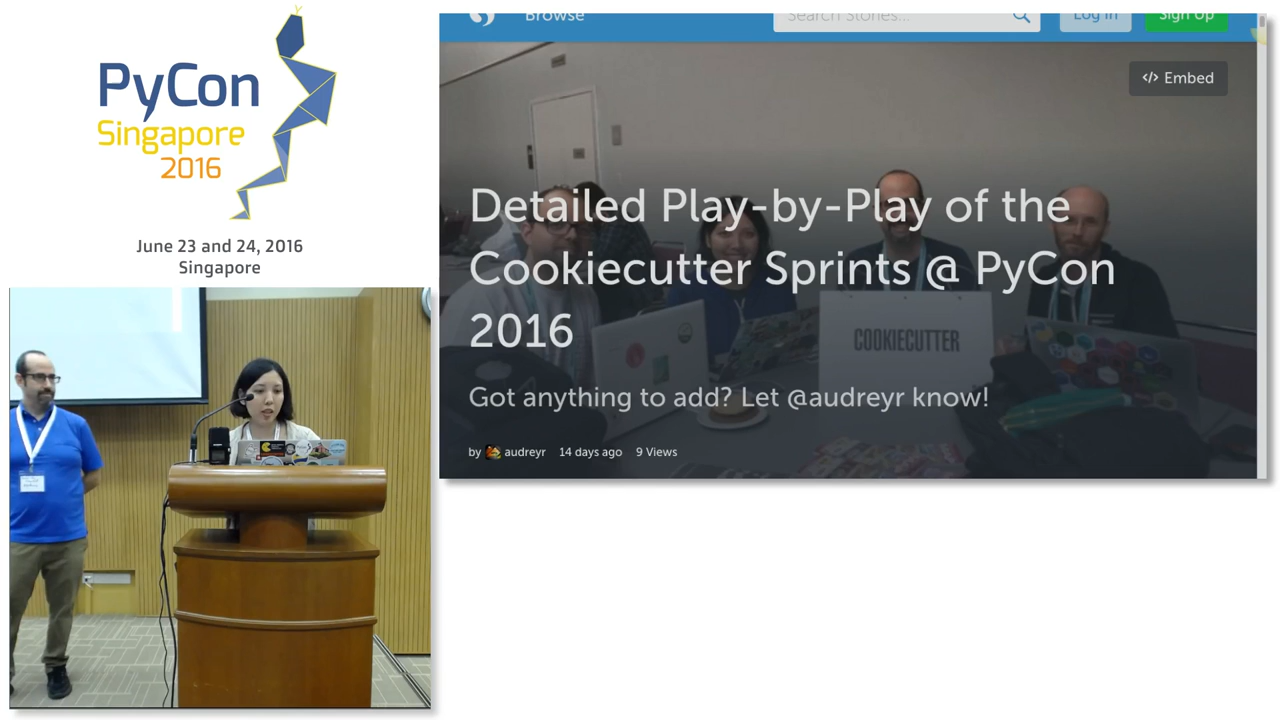 PyCon
Singapore
2016
June 23 and 24, 2016
Singapore
Browse
Search Stories...
Log In
Sign Up
</> Embed
Detailed Play-by-Play of the
Cookiecutter Sprints @ PyCon
2016
COOKIECUTTER
Got anything to add? Let @audreyr know!
by audreyr 14 days ago 9 Views